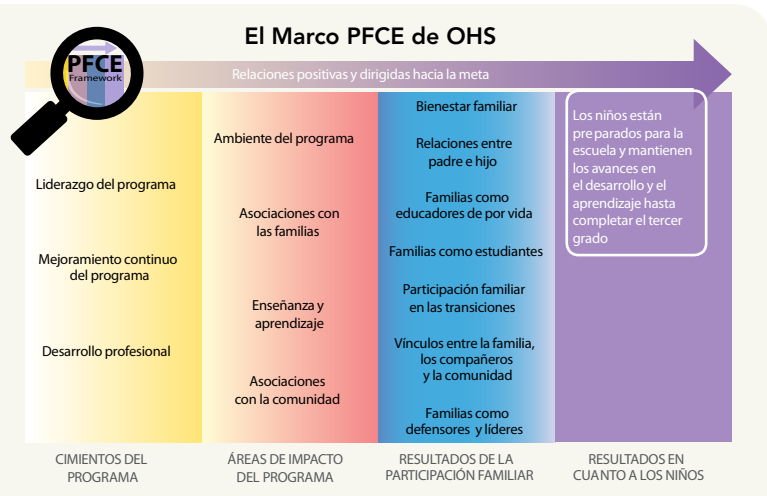 El Marco PFCE de OHS
PFCE
Framework
Relaciones positivas y dirigidas hacia la meta
Liderazgo del programa
Mejoramiento continuo
del programa
Desarrollo profesional
CIMIENTOS DEL
PROGRAMA
Ambiente del programa
Asociaciones con
las familias
Enseñanza y
aprendizaje
Asociaciones
con la comunidad
ÁREAS DE IMPACTO
DEL PROGRAMA
Bienestar familiar
Relaciones entre
padre e hijo
Familias como
educadores de por vida
Familias como estudiantes
Participación familiar
en las transiciones
Vínculos entre la familia,
los compañeros
y la comunidad
Familias como
defensores y líderes
RESULTADOS DE LA
PARTICIPACIÓN FAMILIAR
Los niños están
preparados para la
escuela y mantienen
los avances en
el desarrollo y el
aprendizaje hasta
completar el tercer
grado
RESULTADOS EN
CUANTO A LOS NIÑOS